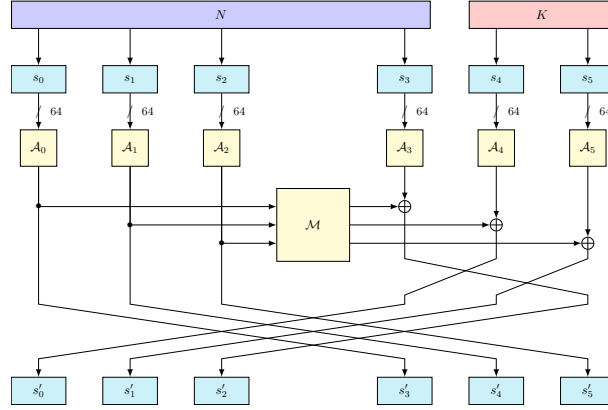 N K
s₀ s₁ s₂ s₃ s₄ s₅
64 64 64 64 64 64
𝒜₀ 𝒜₁ 𝒜₂ 𝒜₃ 𝒜₄ 𝒜₅
ℳ
s′₀ s′₁ s′₂ s′₃ s′₄ s′₅